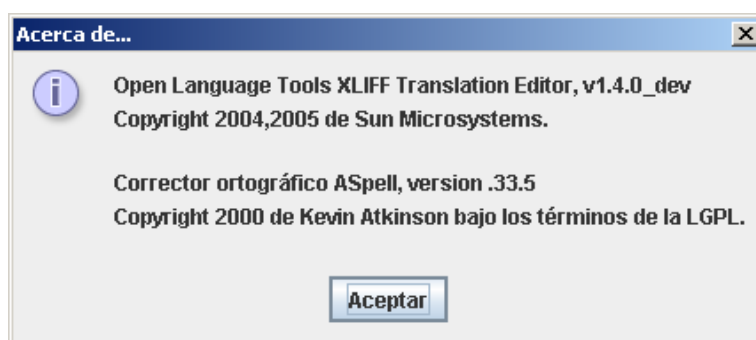 Acerca de...
Open Language Tools XLIFF Translation Editor, v1.4.0_dev
Copyright 2004,2005 de Sun Microsystems.
Corrector ortográfico ASpell, version .33.5
Copyright 2000 de Kevin Atkinson bajo los términos de la LGPL.
Aceptar